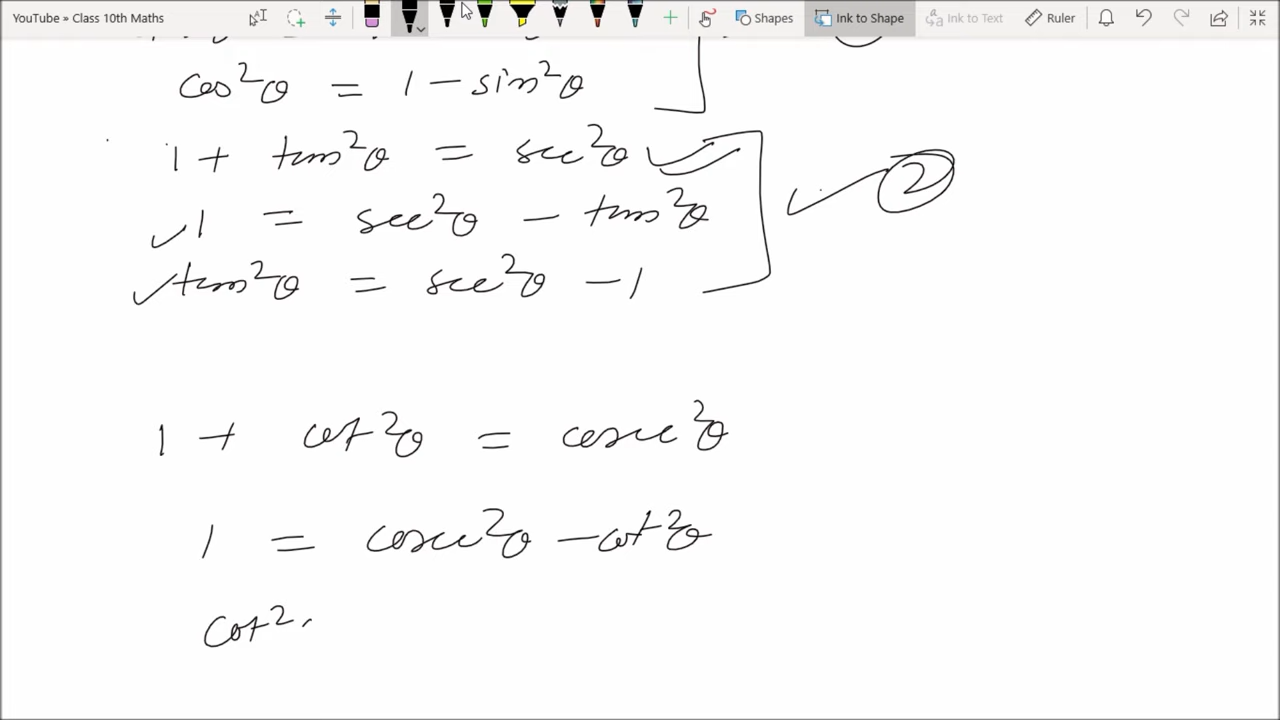 YouTube » Class 10th Maths Shapes Ink to Shape Ink to Text Ruler
cos²θ = 1 - sin²θ
1 + tan²θ = sec²θ
1 = sec²θ - tan²θ
2
tan²θ = sec²θ - 1
1 + cot²θ = cosec²θ
1 = cosec²θ - cot²θ
cot²